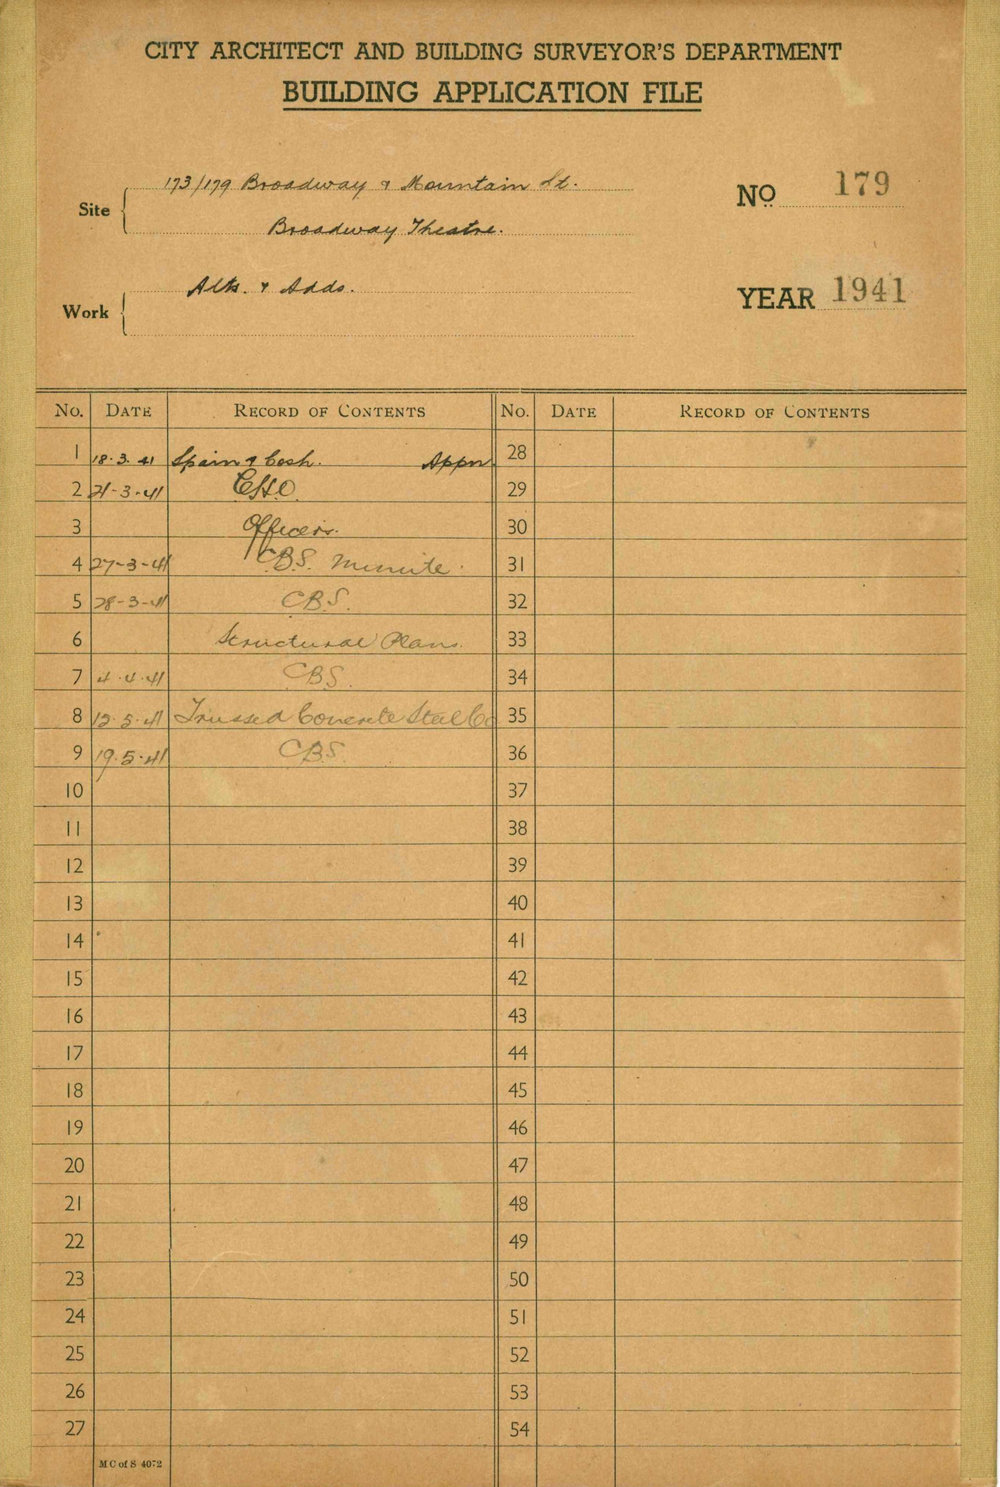 CITY ARCHITECT AND BUILDING SURVEYOR'S DEPARTMENT
BUILDING APPLICATION FILE
Site
173/179 Broadway & Mountain St.
Broadway Theatre.
No 179
Work
Alts. & Adds.
YEAR 1941
No. DATE RECORD OF CONTENTS No. DATE RECORD OF CONTENTS
1 18.3.41 Spain & Cosh. Appn. 28
2 21-3-41 29
3 Officers. 30
4 27-3-41 C.B.S. Minute. 31
5 28-3-41 C.B.S. 32
6 Structural Plans. 33
7 4.4.41 CBS. 34
8 12.5.41 Trussed Concrete Steel Co 35
9 19.5.41 C.B.S. 36
10 37
11 38
12 39
13 40
14 41
15 42
16 43
17 44
18 45
19 46
20 47
21 48
22 49
23 50
24 51
25 52
26 53
27 54
M C of S 4072